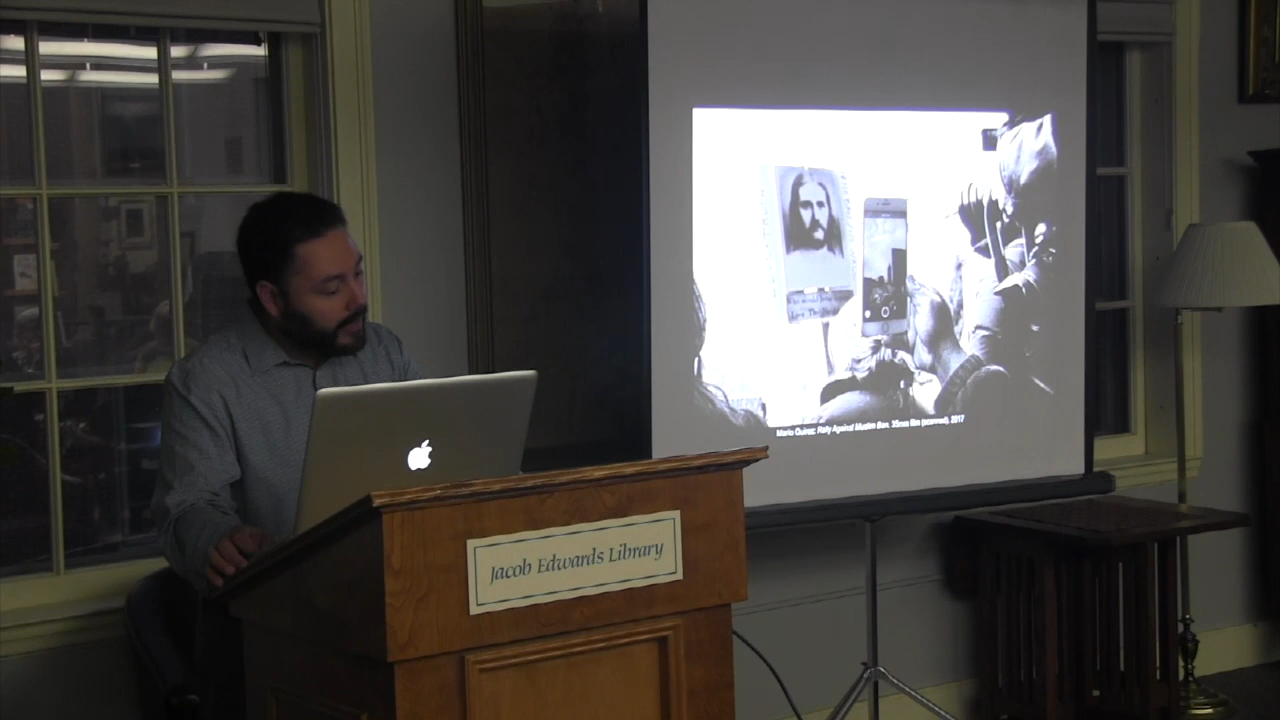 Mario Quiroz: Rally Against Muslim Ban, 35mm film (scanned), 2017
Jacob Edwards Library